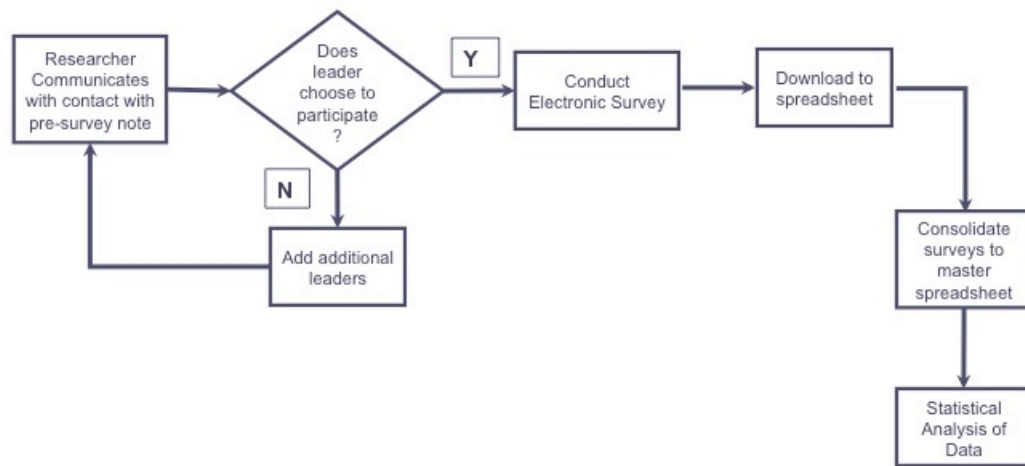 Researcher
Communicates
with contact with
pre-survey note
Does
leader
choose to
participate
?
Y
Conduct
Electronic Survey
Download to
spreadsheet
N
Add additional
leaders
Consolidate
surveys to
master
spreadsheet
Statistical
Analysis of
Data